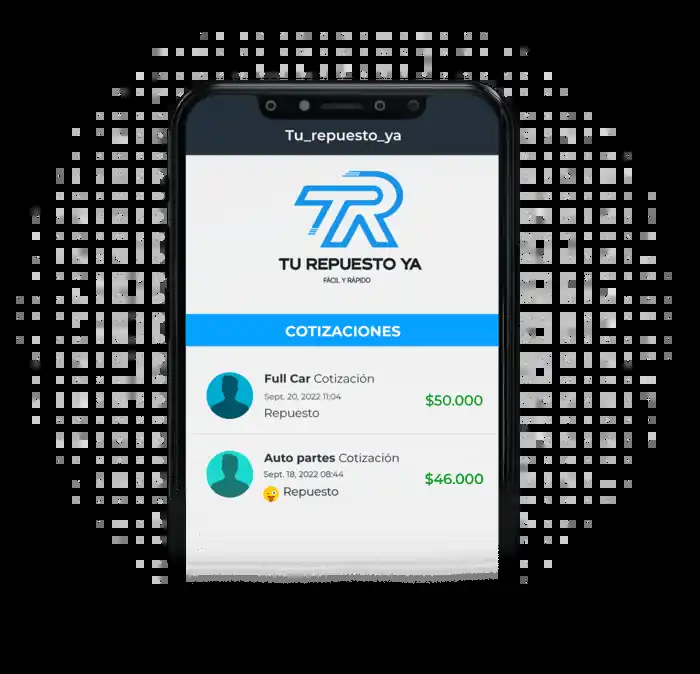 Tu_repuesto_ya
TR
TU REPUESTO YA
FÁCIL Y RÁPIDO
COTIZACIONES
Full Car Cotización
Sept. 20, 2022 11:04
$50.000
Repuesto
Auto partes Cotización
Sept. 18, 2022 08:44
$46.000
😜 Repuesto